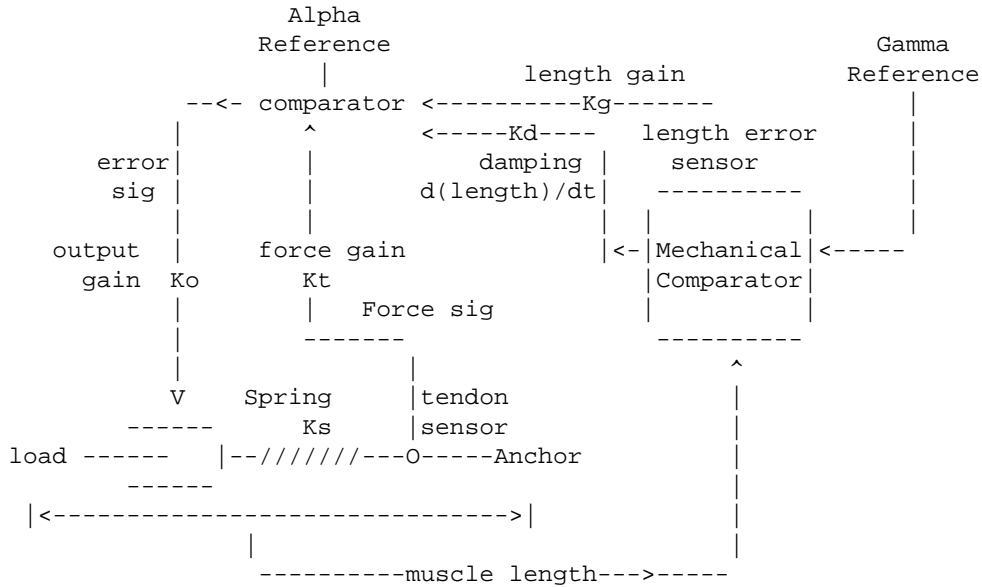 Alpha
Reference Gamma
length gain Reference
--<- comparator <----------Kg-------
<-----Kd---- length error
error damping sensor
sig d(length)/dt
output force gain <- Mechanical <-----
gain Ko Kt Comparator
Force sig
V Spring tendon
Ks sensor
load ------ |--///////---O-----Anchor
|<-------------------------------->|
----------muscle length--->-----